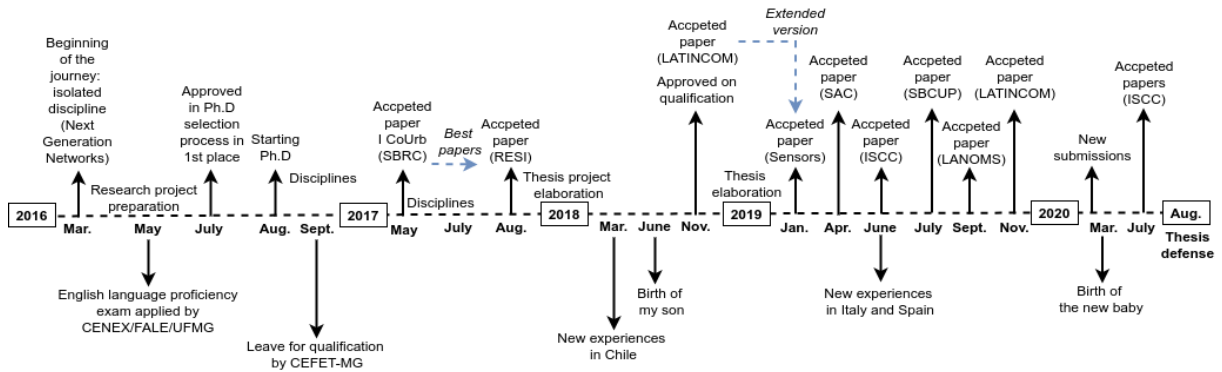 Beginning
of the
journey:
isolated
discipline
(Next
Generation
Networks)
Research project
preparation
Approved
in Ph.D
selection
process in
1st place
Starting
Ph.D
Disciplines
Accpeted
paper
I CoUrb
(SBRC)
Best
papers
Disciplines
Accpeted
paper
(RESI)
Thesis project
elaboration
Accpeted
paper
(LATINCOM)
Approved on
qualification
Extended
version
Thesis
elaboration
Accpeted
paper
(Sensors)
Accpeted
paper
(SAC)
Accpeted
paper
(ISCC)
Accpeted
paper
(SBCUP)
Accpeted
paper
(LANOMS)
Accpeted
paper
(LATINCOM)
New
submissions
Accpeted
papers
(ISCC)
2016
Mar.
May
July
Aug.
Sept.
2017
May
July
Aug.
2018
Mar.
June
Nov.
2019
Jan.
Apr.
June
July
Sept.
Nov.
2020
Mar.
July
Aug.
Thesis
defense
English language proficiency
exam applied by
CENEX/FALE/UFMG
Leave for qualification
by CEFET-MG
New experiences
in Chile
Birth of
my son
New experiences
in Italy and Spain
Birth of
the new baby